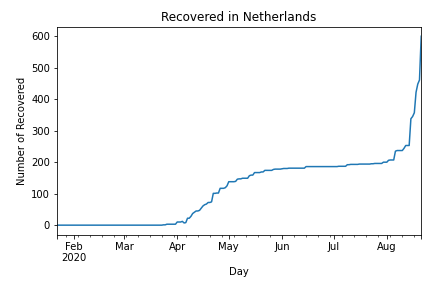 Recovered in Netherlands
Number of Recovered
600
500
400
300
200
100
0
Feb Mar Apr May Jun Jul Aug
2020
Day